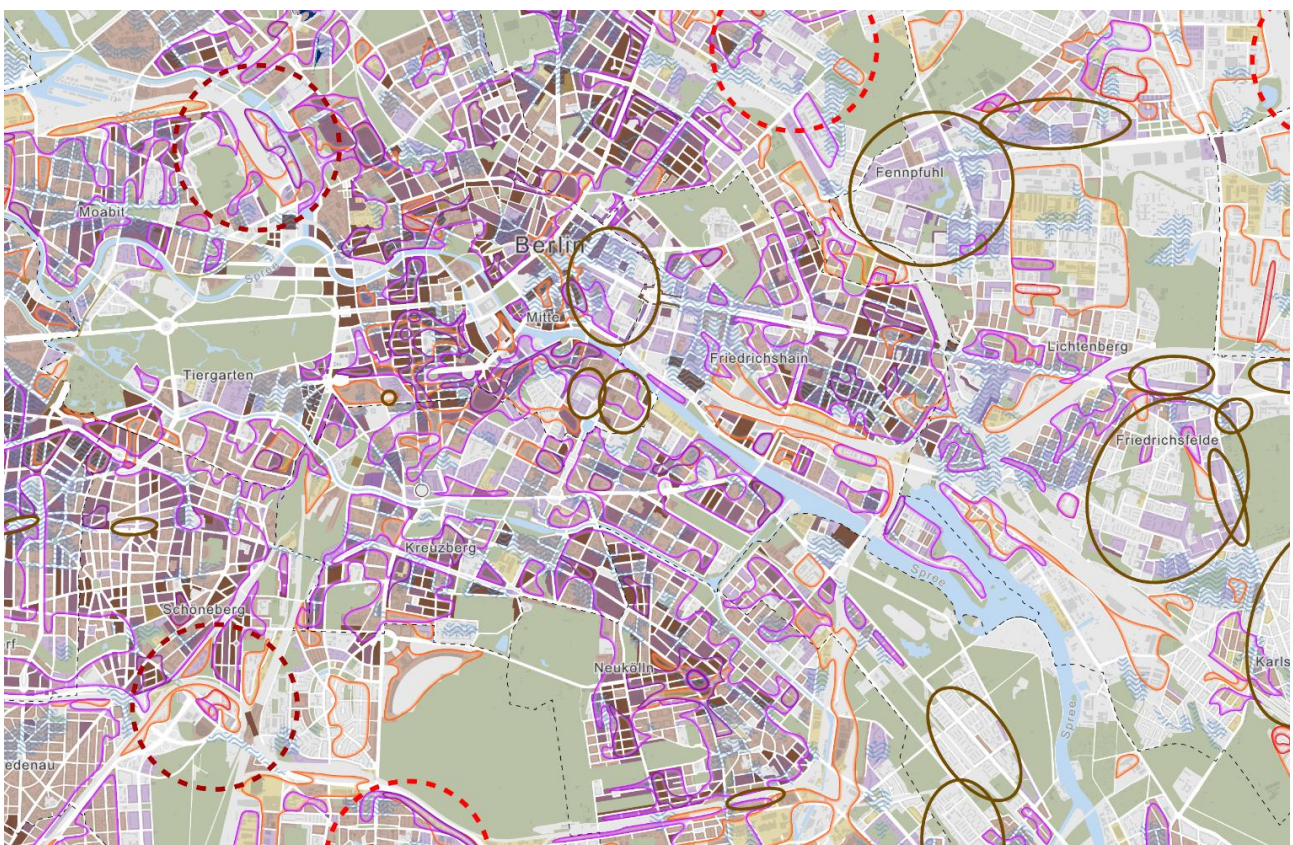 Fennpfuhl
Moabit
Berlin
Spree
Mitte
Friedrichshain
Lichtenberg
Tiergarten
Friedrichsfelde
Kreuzberg
Spree
Schöneberg
rf
Neukölln
Karls
Spree
edenau